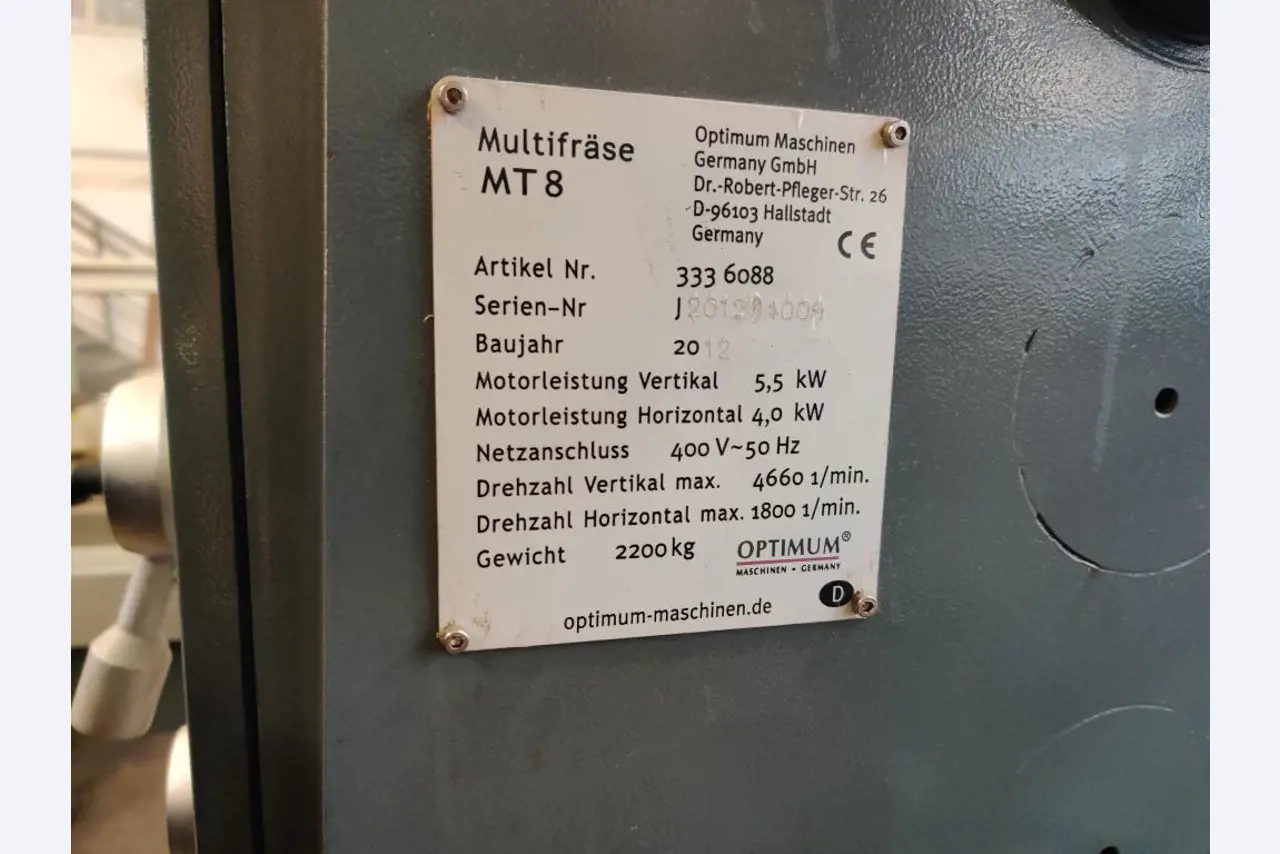 Multifräse
MT 8
Optimum Maschinen
Germany GmbH
Dr.-Robert-Pfleger-Str. 26
D-96103 Hallstadt
Germany
CE
Artikel Nr. 333 6088
Serien-Nr
Baujahr 2012
Motorleistung Vertikal 5,5 kW
Motorleistung Horizontal 4,0 kW
Netzanschluss 400 V~50 Hz
Drehzahl Vertikal max. 4660 1/min.
Drehzahl Horizontal max. 1800 1/min.
Gewicht 2200kg
OPTIMUM®
MASCHINEN - GERMANY
D
optimum-maschinen.de